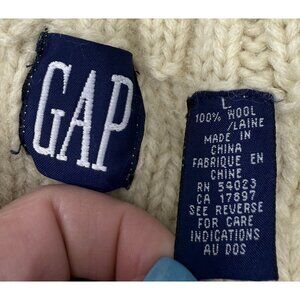 GAP
L
100% WOOL
/LAINE
MADE IN
CHINA
FABRIQUE EN
CHINE
RN 54023
CA 17897
SEE REVERSE
FOR CARE
INDICATIONS
AU DOS